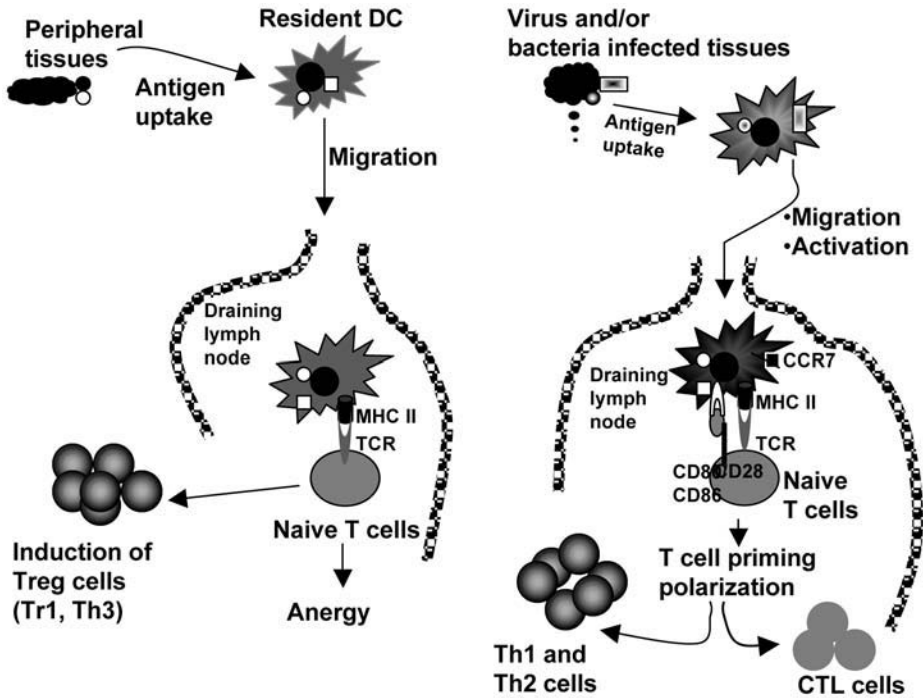 Peripheral
tissues
Resident DC
Antigen
uptake
Migration
Draining
lymph
node
MHC II
TCR
Naive T cells
Induction of
Treg cells
(Tr1, Th3)
Anergy
Virus and/or
bacteria infected tissues
Antigen
uptake
•Migration
•Activation
Draining
lymph
node
CCR7
MHC II
TCR
CD80 CD28
CD86
Naive
T cells
T cell priming
polarization
Th1 and
Th2 cells
CTL cells